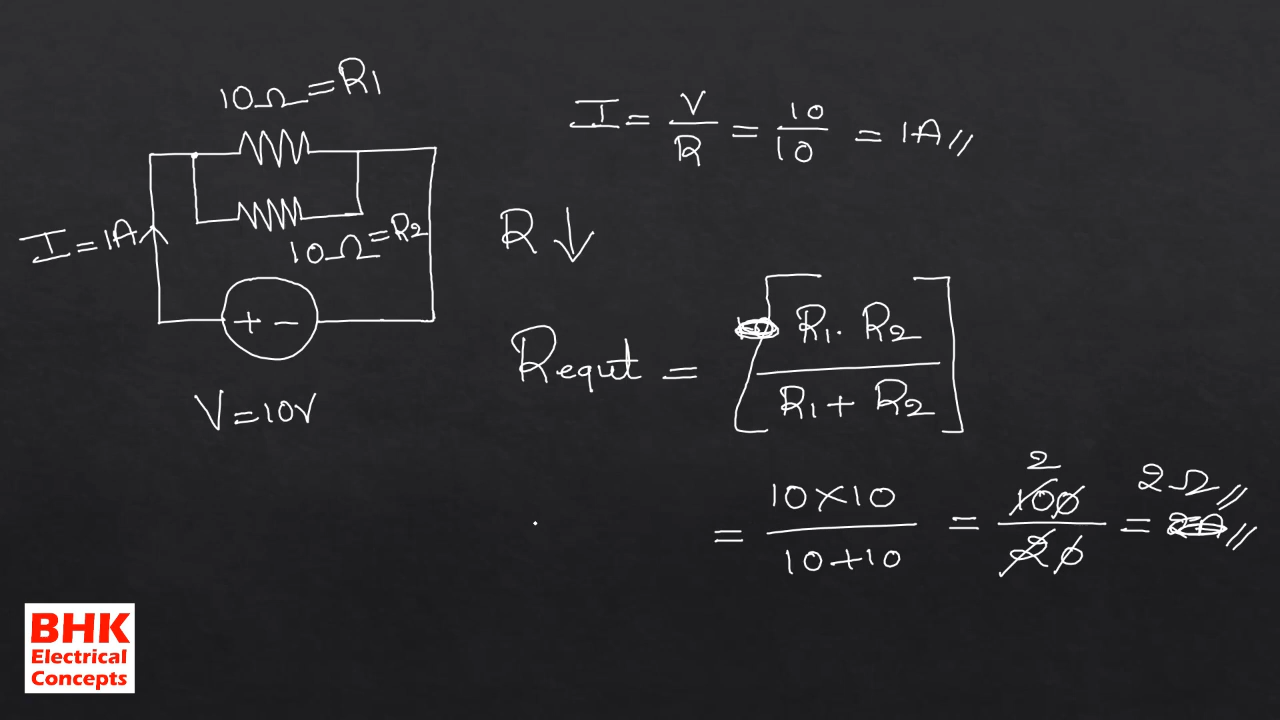 10Ω = R1
I = 1A
10Ω = R2
+ -
V = 10V
I = V/R = 10/10 = 1A//
R ↓
Requt = [R1 . R2 / R1 + R2]
= 10 × 10 / 10 + 10 = 100 / 20 = 2Ω//
2
BHK
Electrical
Concepts